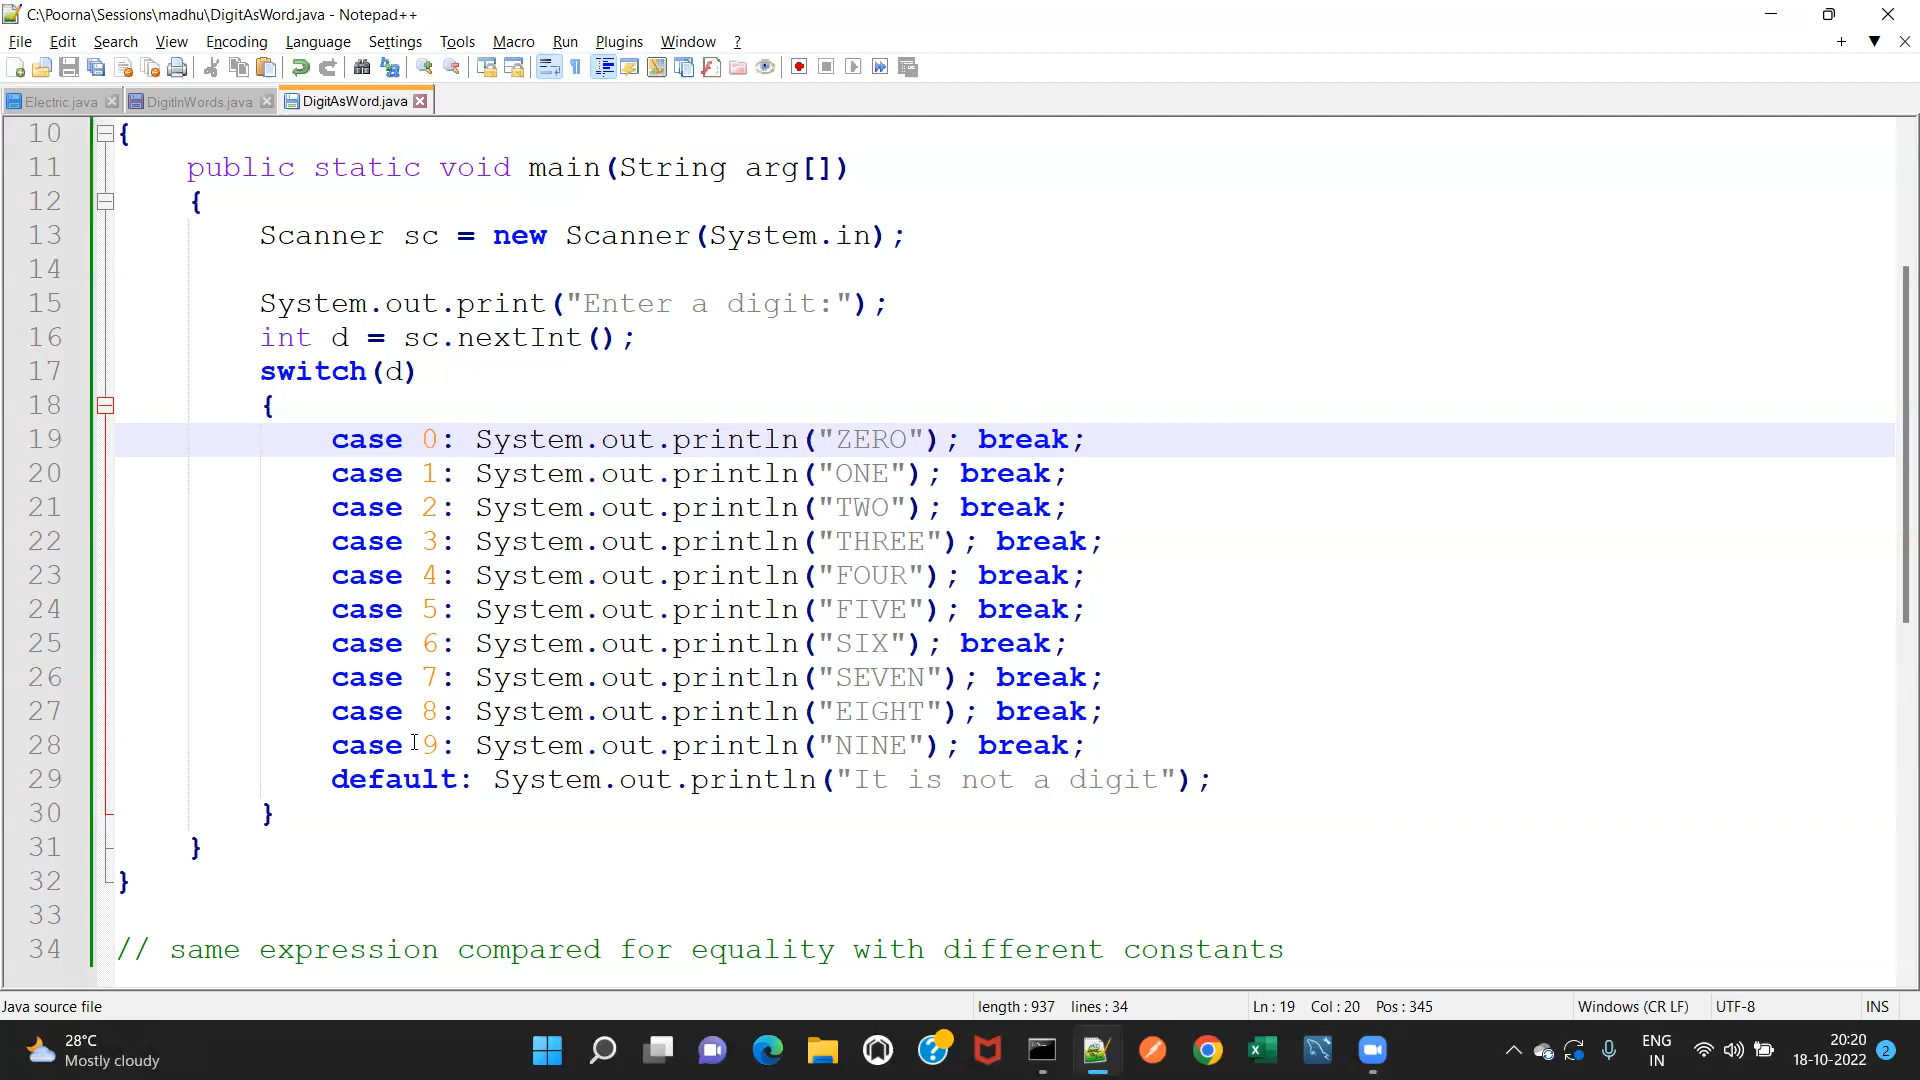 C:\Poorna\Sessions\madhu\DigitAsWord.java - Notepad++
File Edit Search View Encoding Language Settings Tools Macro Run Plugins Window ?
Electric.java DigitInWords.java DigitAsWord.java
10 {
11 public static void main(String arg[])
12 {
13 Scanner sc = new Scanner(System.in);
14
15 System.out.print("Enter a digit:");
16 int d = sc.nextInt();
17 switch(d)
18 {
19 case 0: System.out.println("ZERO"); break;
20 case 1: System.out.println("ONE"); break;
21 case 2: System.out.println("TWO"); break;
22 case 3: System.out.println("THREE"); break;
23 case 4: System.out.println("FOUR"); break;
24 case 5: System.out.println("FIVE"); break;
25 case 6: System.out.println("SIX"); break;
26 case 7: System.out.println("SEVEN"); break;
27 case 8: System.out.println("EIGHT"); break;
28 case 9: System.out.println("NINE"); break;
29 default: System.out.println("It is not a digit");
30 }
31 }
32 }
33
34 // same expression compared for equality with different constants
Java source file length : 937 lines : 34 Ln : 19 Col : 20 Pos : 345 Windows (CR LF) UTF-8 INS
28°C
Mostly cloudy
ENG
IN
20:20
18-10-2022
2